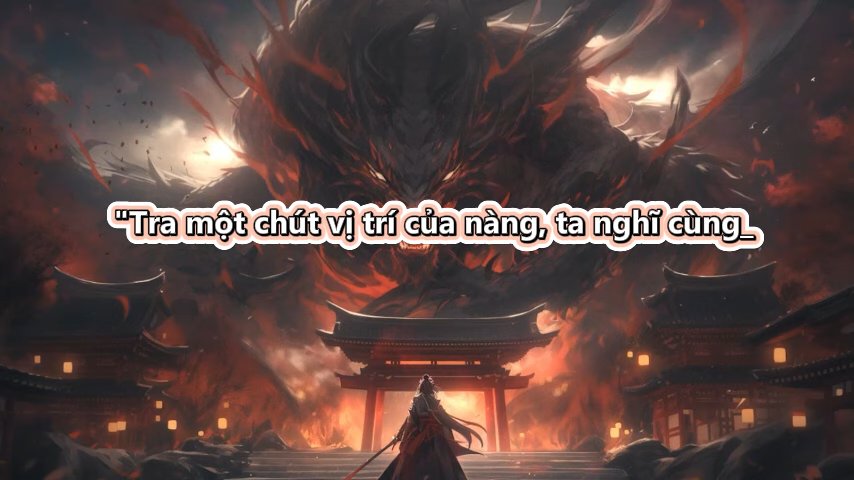 "Tra một chút vị trí của nàng, ta nghĩ cùng_